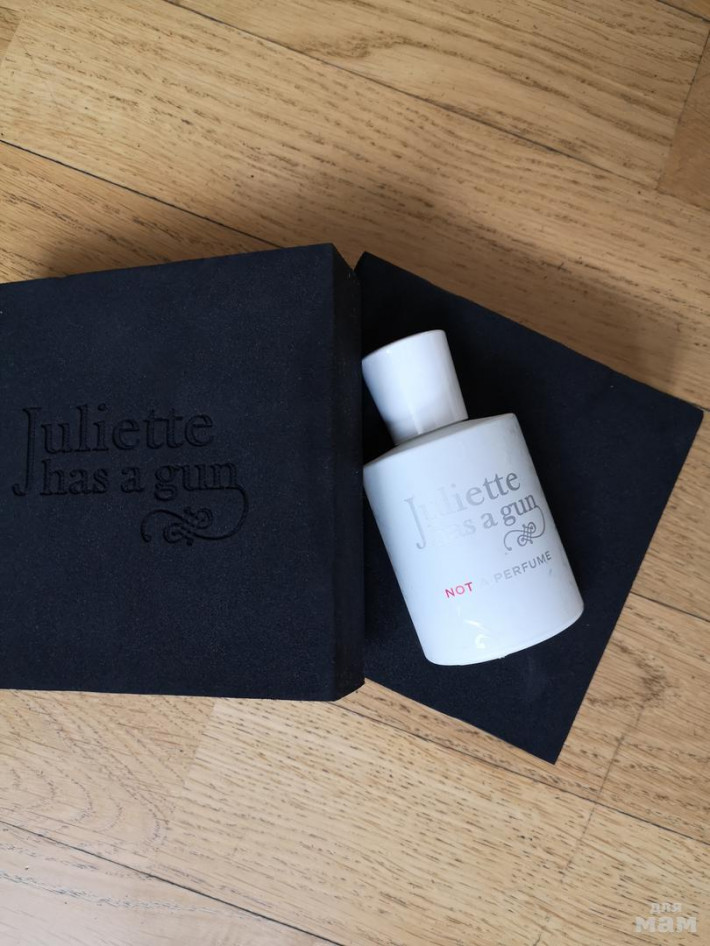 Juliette
has a gun
Juliette
has a gun
NOT A PERFUME
для
мам